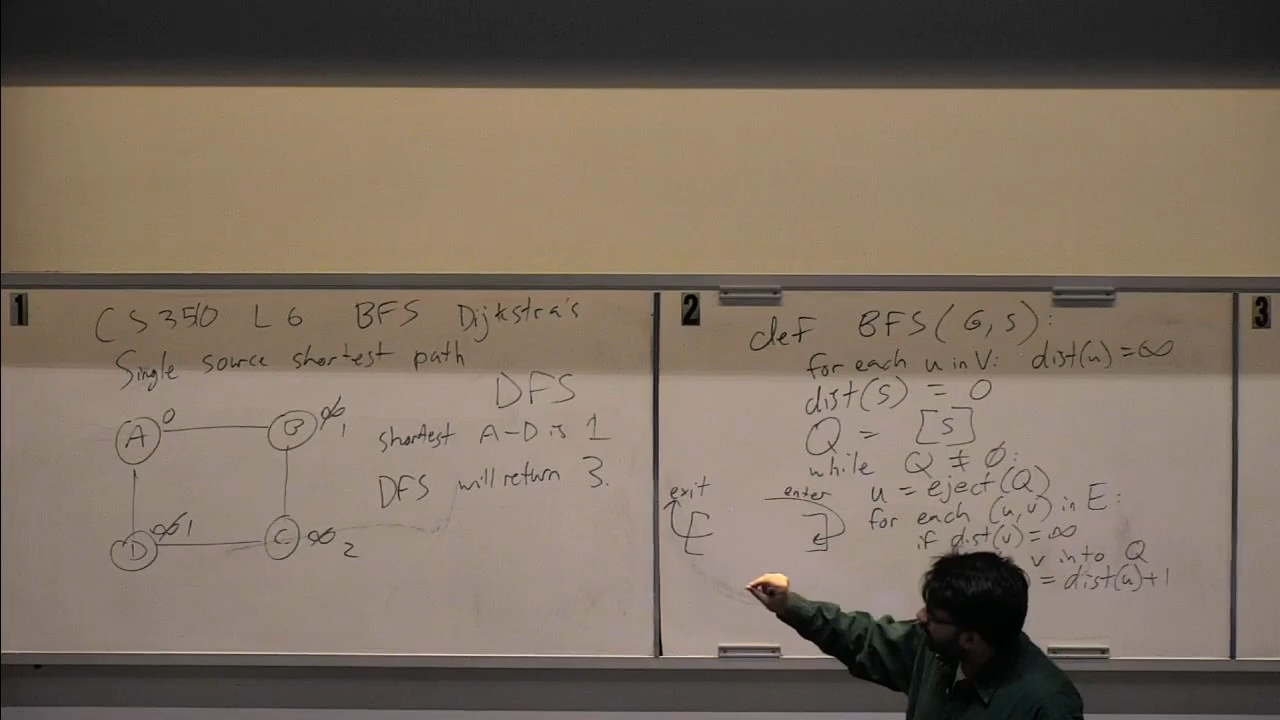 1
CS 3510 L6 BFS Dijkstra's
Single source shortest path
DFS
A 0
B ∞ 1
shortest A-D is 1
DFS will return 3.
D ∞ 1
C ∞ 2
2
def BFS(G,S):
for each u in V: dist(u) = ∞
dist(S) = 0
Q = [S]
while Q ≠ ∅:
u = eject(Q)
for each (u,v) in E:
if dist(v) = ∞
v into Q
= dist(u)+1
exit
enter
3